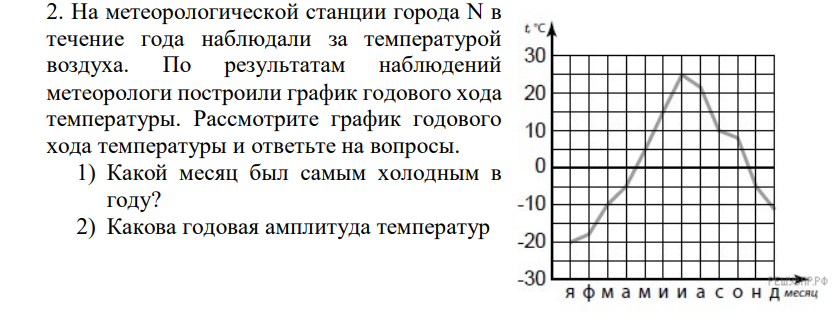 2. На метеорологической станции города N в
течение года наблюдали за температурой
воздуха. По результатам наблюдений
метеорологи построили график годового хода
температуры. Рассмотрите график годового
хода температуры и ответьте на вопросы.
1) Какой месяц был самым холодным в
году?
2) Какова годовая амплитуда температур
t, °C
30
20
10
0
-10
-20
-30
я ф м а м и и а с о н д месяц
РЕШУВПР.РФ